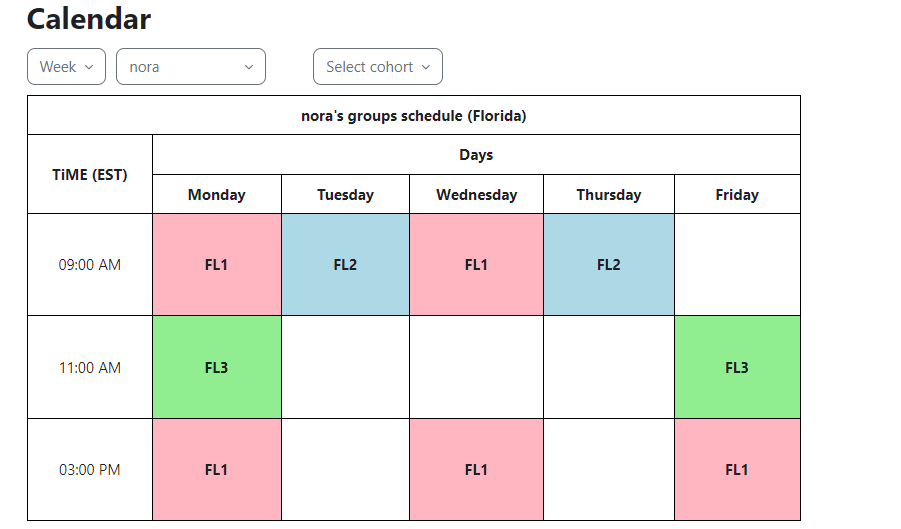 Calendar
Week nora Select cohort
nora's groups schedule (Florida)
TiME (EST) Days
Monday Tuesday Wednesday Thursday Friday
09:00 AM FL1 FL2 FL1 FL2
11:00 AM FL3 FL3
03:00 PM FL1 FL1 FL1